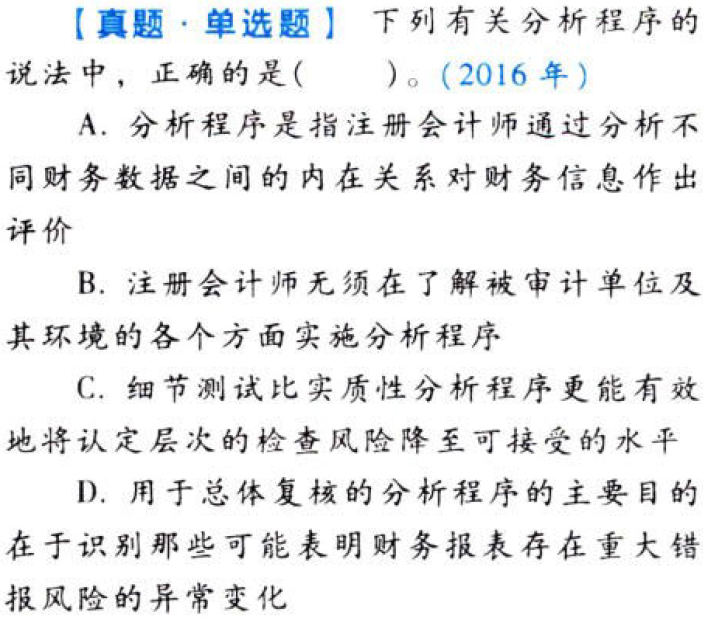 【真题·单选题】 下列有关分析程序的
说法中，正确的是(  )。(2016 年)
A. 分析程序是指注册会计师通过分析不
同财务数据之间的内在关系对财务信息作出
评价
B. 注册会计师无须在了解被审计单位及
其环境的各个方面实施分析程序
C. 细节测试比实质性分析程序更能有效
地将认定层次的检查风险降至可接受的水平
D. 用于总体复核的分析程序的主要目的
在于识别那些可能表明财务报表存在重大错
报风险的异常变化